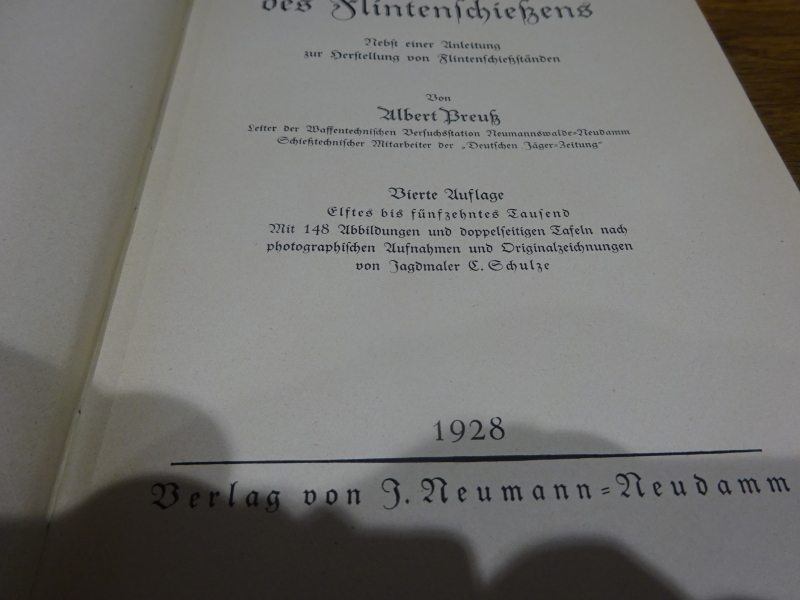 des Flintenschießens
Nebst einer Anleitung
zur Herstellung von Flintenschießständen
Von
Albert Preuß
Leiter der Waffentechnischen Versuchsstation Neumannswalde=Neudamm
Schießtechnischer Mitarbeiter der „Deutschen Jäger=Zeitung"
Vierte Auflage
Elftes bis fünfzehntes Tausend
Mit 148 Abbildungen und doppelseitigen Tafeln nach
photographischen Aufnahmen und Originalzeichnungen
von Jagdmaler C. Schulze
1928
Verlag von J. Neumann=Neudamm